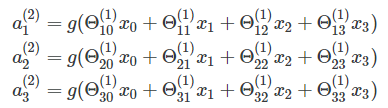 $a_1^{(2)} = g(\Theta_{10}^{(1)} x_0 + \Theta_{11}^{(1)} x_1 + \Theta_{12}^{(1)} x_2 + \Theta_{13}^{(1)} x_3)$
$a_2^{(2)} = g(\Theta_{20}^{(1)} x_0 + \Theta_{21}^{(1)} x_1 + \Theta_{22}^{(1)} x_2 + \Theta_{23}^{(1)} x_3)$
$a_3^{(2)} = g(\Theta_{30}^{(1)} x_0 + \Theta_{31}^{(1)} x_1 + \Theta_{32}^{(1)} x_2 + \Theta_{33}^{(1)} x_3)$